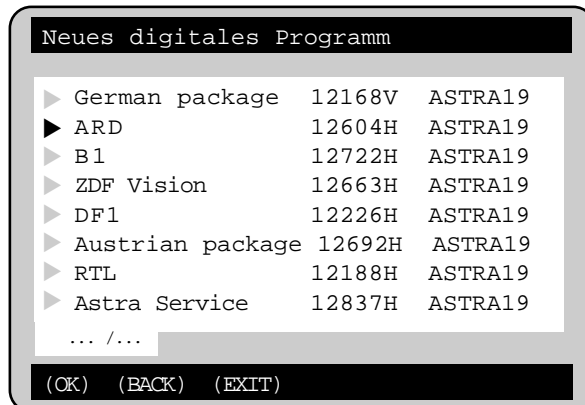 Neues digitales Programm
German package 12168V ASTRA19
ARD 12604H ASTRA19
B1 12722H ASTRA19
ZDF Vision 12663H ASTRA19
DF1 12226H ASTRA19
Austrian package 12692H ASTRA19
RTL 12188H ASTRA19
Astra Service 12837H ASTRA19
... /...
(OK) (BACK) (EXIT)